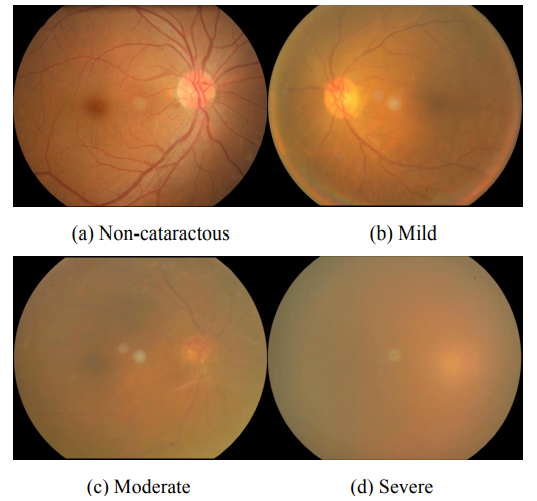 (a) Non-cataractous
(b) Mild
(c) Moderate
(d) Severe